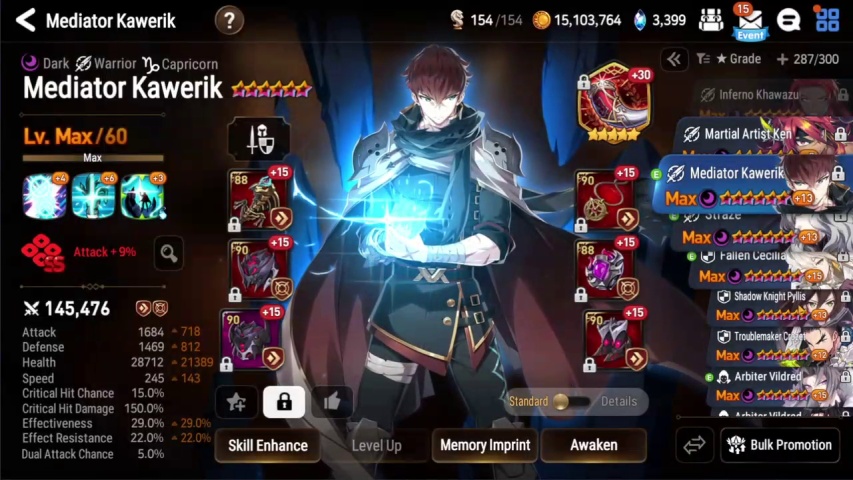 Mediator Kawerik
?
154/154
15,103,764
3,399
15
Event
Dark Warrior Capricorn
Mediator Kawerik
Grade
287/300
Lv. Max/60
Max
+4
+6
+3
SS
Attack + 9%
145,476
Attack 1684 718
Defense 1469 812
Health 28712 21389
Speed 245 143
Critical Hit Chance 15.0%
Critical Hit Damage 150.0%
Effectiveness 29.0% 29.0%
Effect Resistance 22.0% 22.0%
Dual Attack Chance 5.0%
88 +15
90 +15
90 +15
+30
90 +15
88 +15
90 +15
Standard Details
Skill Enhance
Level Up
Memory Imprint
Awaken
Inferno Khawazu
Martial Artist Ken
E Mediator Kawerik
Max +13
E Straze
Max +13
E Fallen Cecilia
Max +15
Shadow Knight Pyllis
Max +13
Troublemaker Crozet
Max +12
E Arbiter Vildred
Max +15
Arbiter Vildred
Bulk Promotion